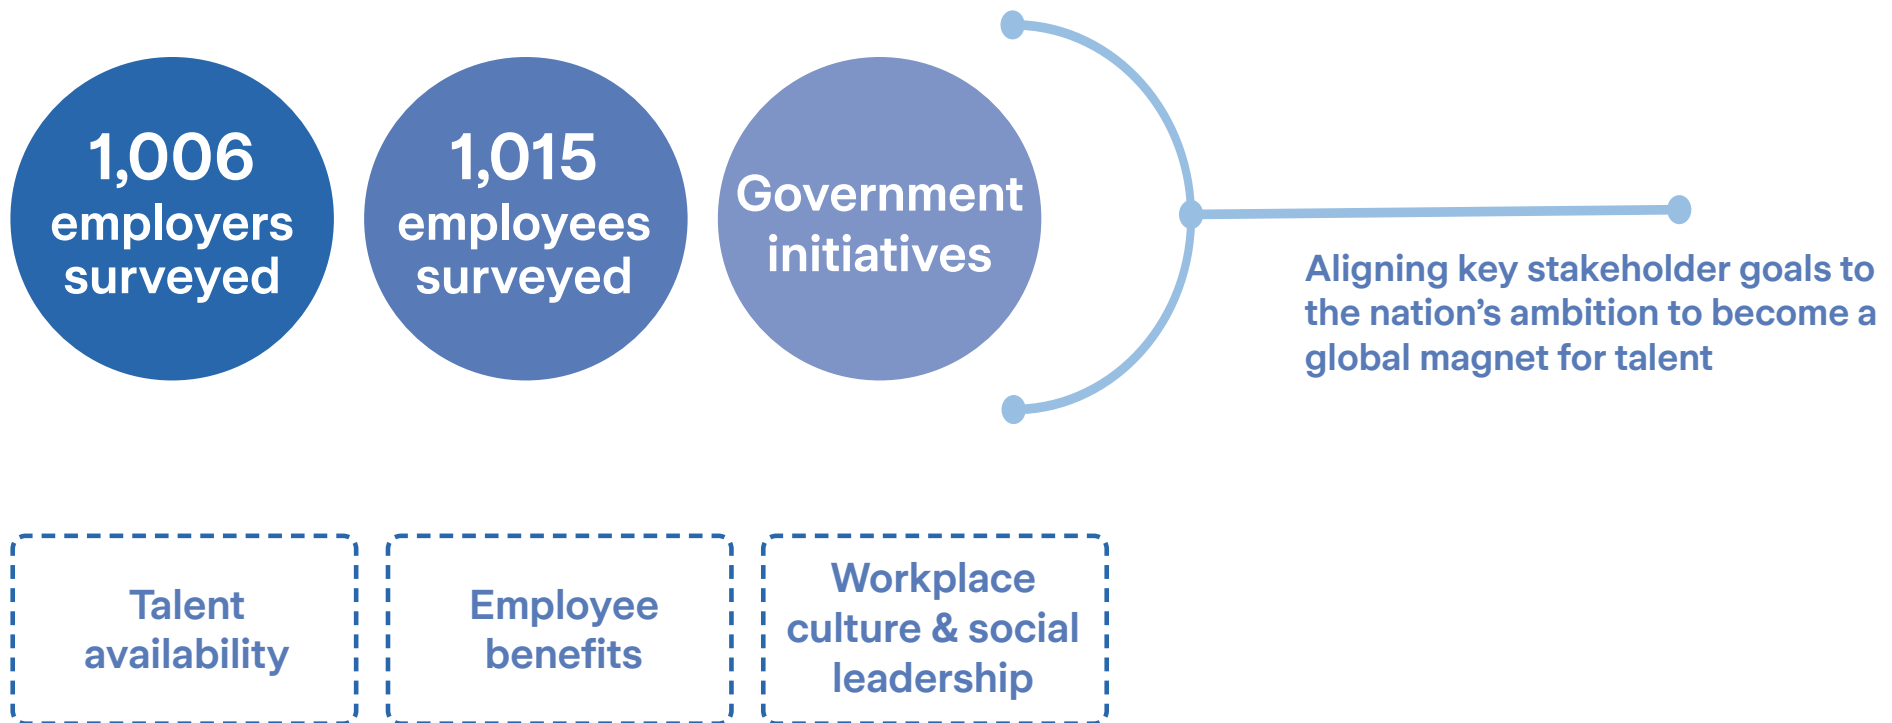 1,006
employers
surveyed
1,015
employees
surveyed
Government
initiatives
Aligning key stakeholder goals to
the nation’s ambition to become a
global magnet for talent
Talent
availability
Employee
benefits
Workplace
culture & social
leadership